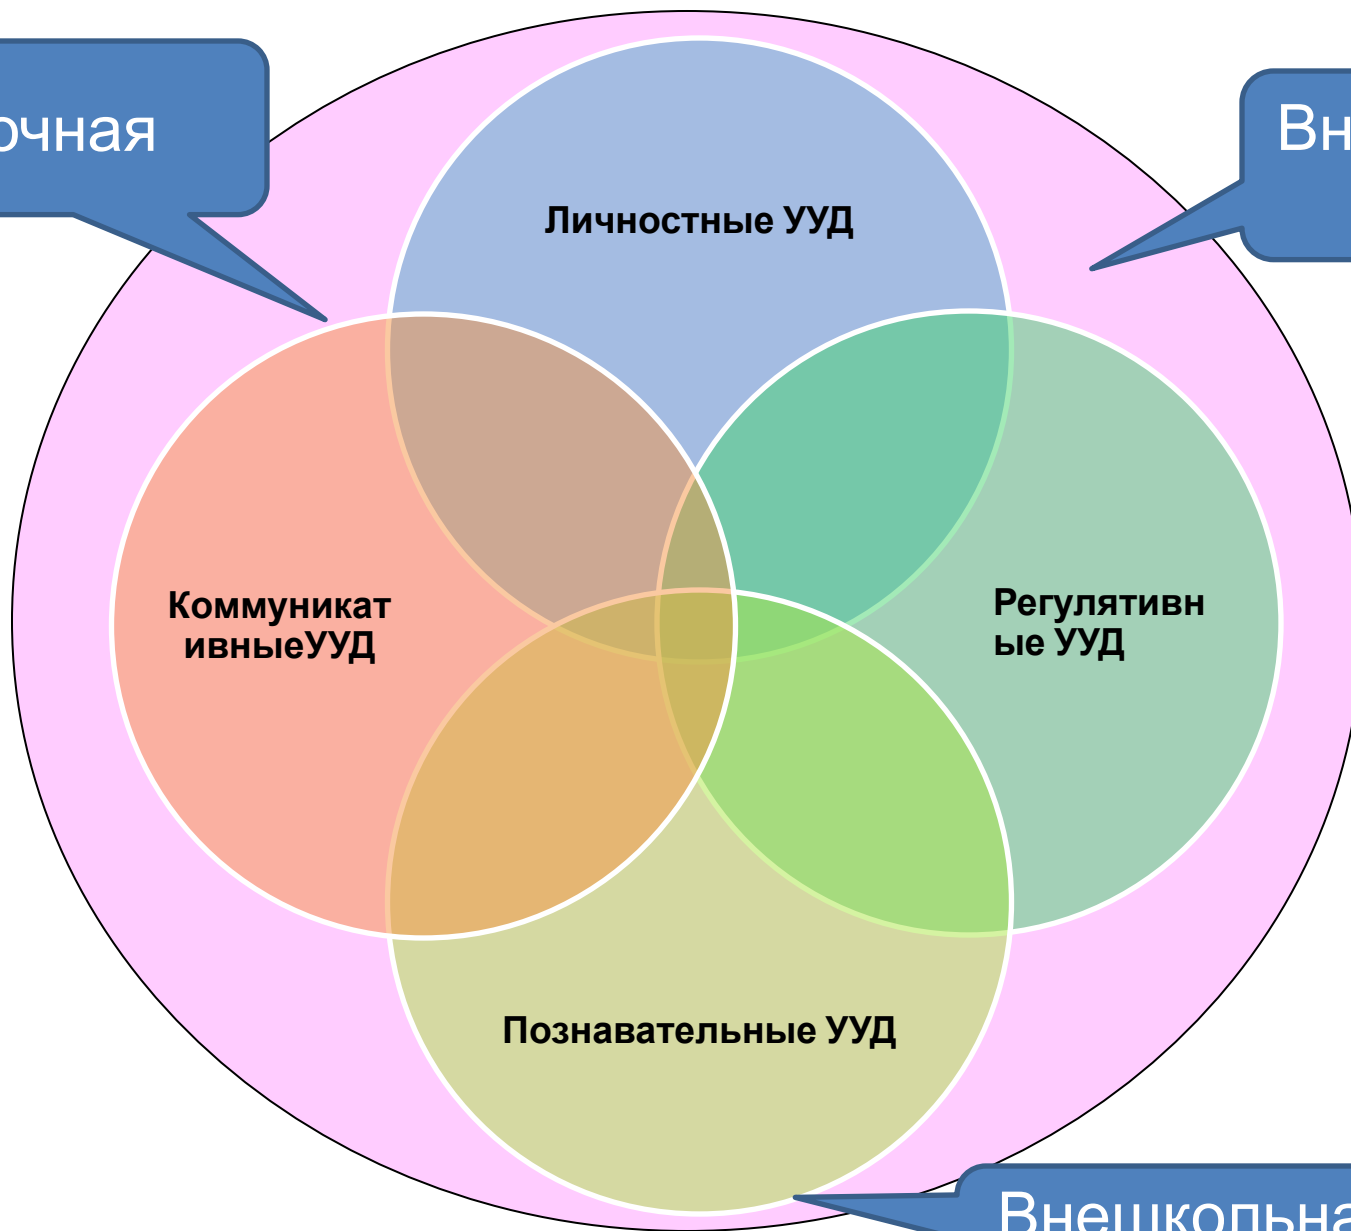 очная
Вн
Личностные УУД
Коммуникат
ивныеУУД
Регулятивн
ые УУД
Познавательные УУД
Внешкольна